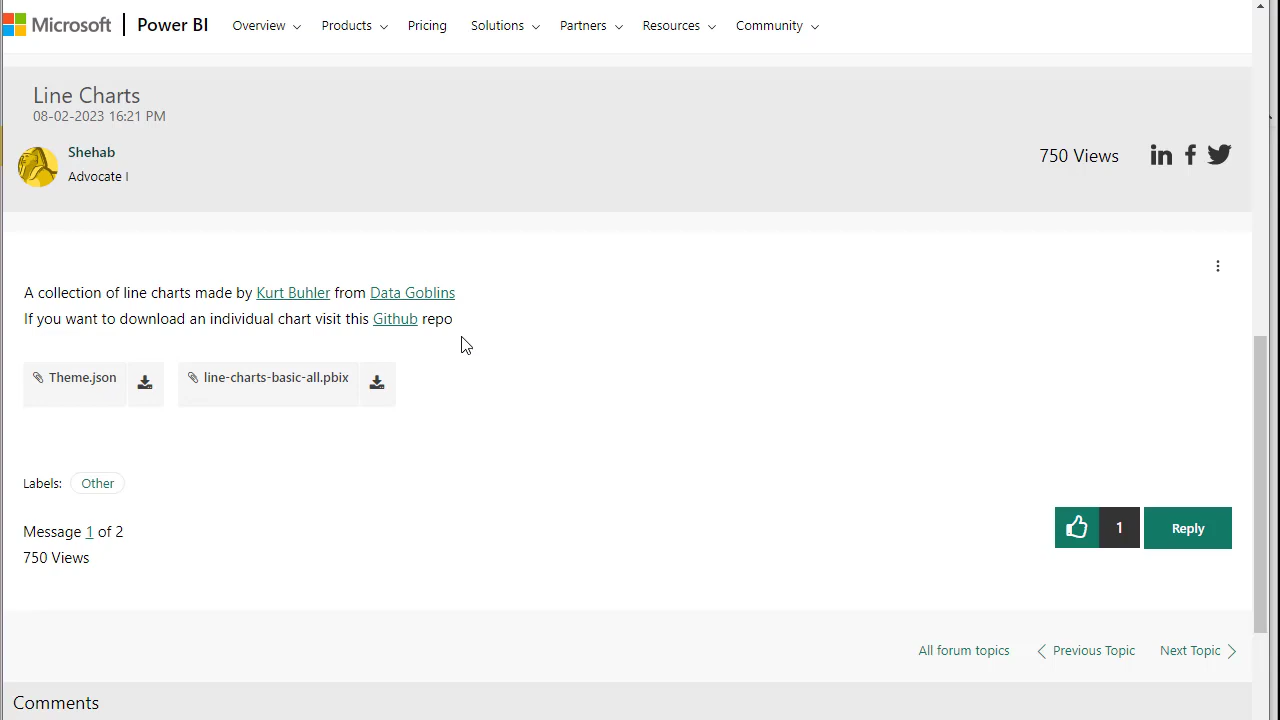 Microsoft Power BI Overview Products Pricing Solutions Partners Resources Community
Line Charts
08-02-2023 16:21 PM
Shehab
Advocate I
750 Views
A collection of line charts made by Kurt Buhler from Data Goblins
If you want to download an individual chart visit this Github repo
Theme.json line-charts-basic-all.pbix
Labels: Other
Message 1 of 2
750 Views
1 Reply
All forum topics Previous Topic Next Topic
Comments